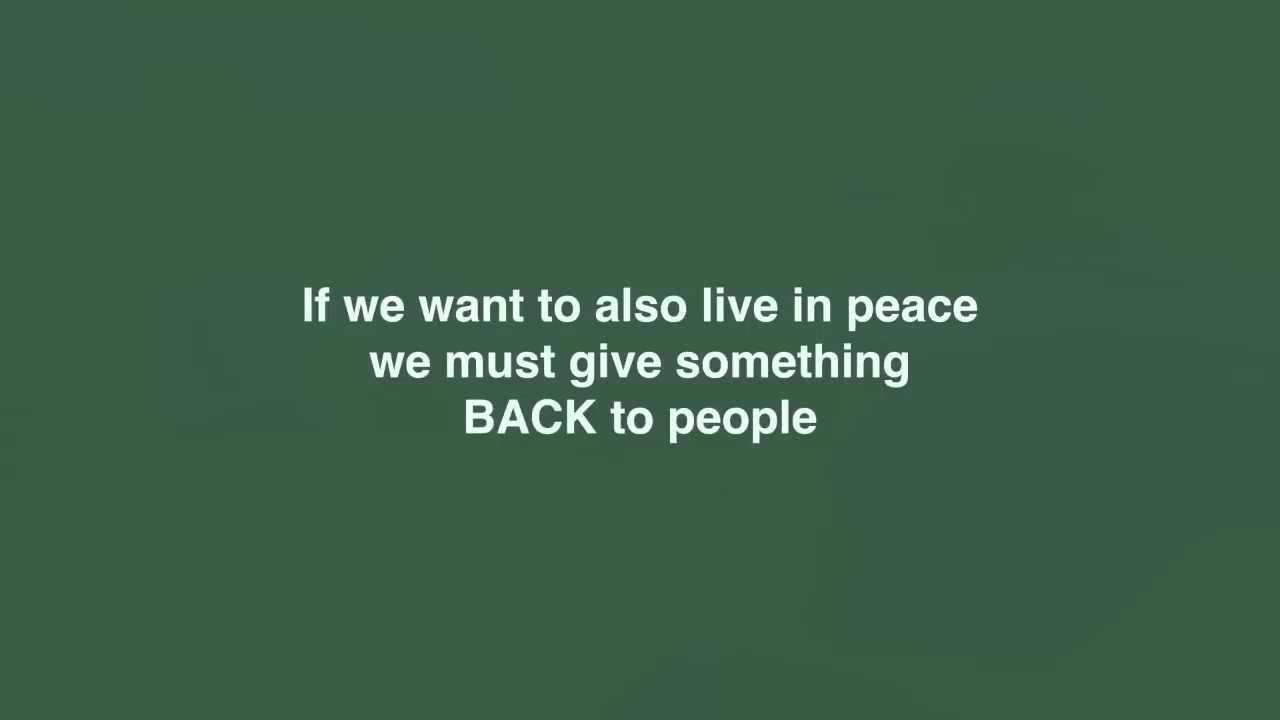 If we want to also live in peace
we must give something
BACK to people